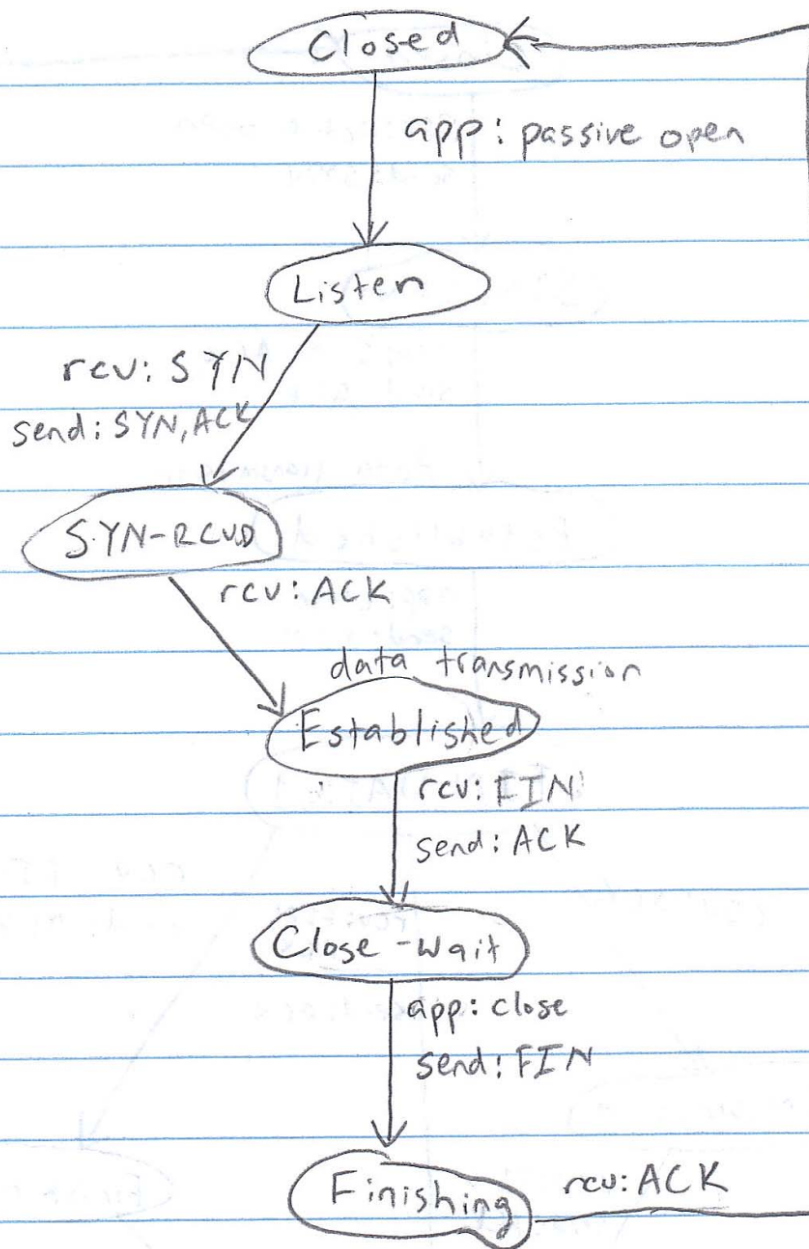 Closed
app: passive open
Listen
rcv: SYN
send: SYN, ACK
SYN-RCVD
rcv: ACK
data transmission
Established
rcv: FIN
send: ACK
Close-Wait
app: close
send: FIN
Finishing
rcv: ACK